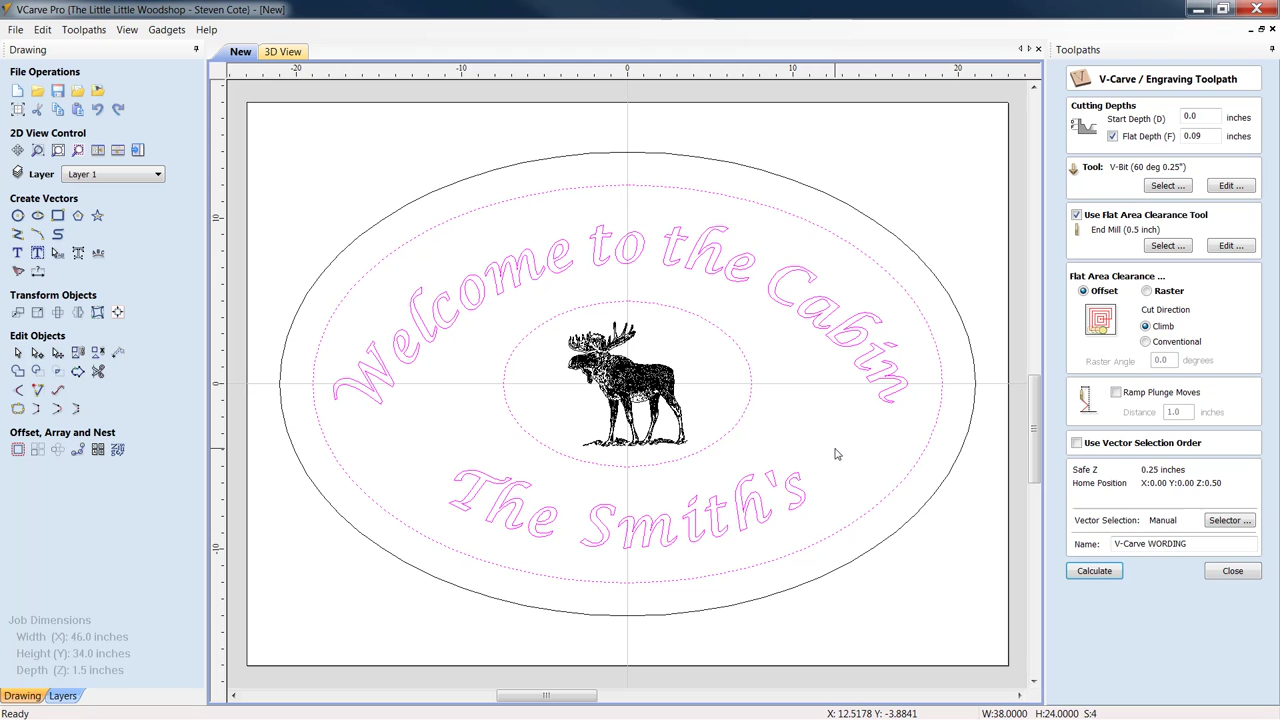 VCarve Pro {The Little Little Woodshop - Steven Cote} - [New]
File Edit Toolpaths View Gadgets Help
Drawing
New 3D View
Toolpaths
-20 -10 0 10 20
10
0
-10
File Operations
2D View Control
Layer Layer 1
Create Vectors
Transform Objects
Edit Objects
Offset, Array and Nest
Job Dimensions
Width (X): 46.0 inches
Height (Y): 34.0 inches
Depth (Z): 1.5 inches
Drawing Layers
Welcome to the Cabin
The Smith's
V-Carve / Engraving Toolpath
Cutting Depths
Start Depth (D) 0.0 inches
Flat Depth (F) 0.09 inches
Tool: V-Bit (60 deg 0.25")
Select ... Edit ...
Use Flat Area Clearance Tool
End Mill (0.5 inch)
Select ... Edit ...
Flat Area Clearance ...
Offset Raster
Cut Direction
Climb
Conventional
Raster Angle 0.0 degrees
Ramp Plunge Moves
Distance 1.0 inches
Use Vector Selection Order
Safe Z 0.25 inches
Home Position X:0.00 Y:0.00 Z:0.50
Vector Selection: Manual Selector ...
Name: V-Carve WORDING
Calculate Close
Ready
X: 12.5178 Y: -3.8841 W:38.0000 H:24.0000 S:4